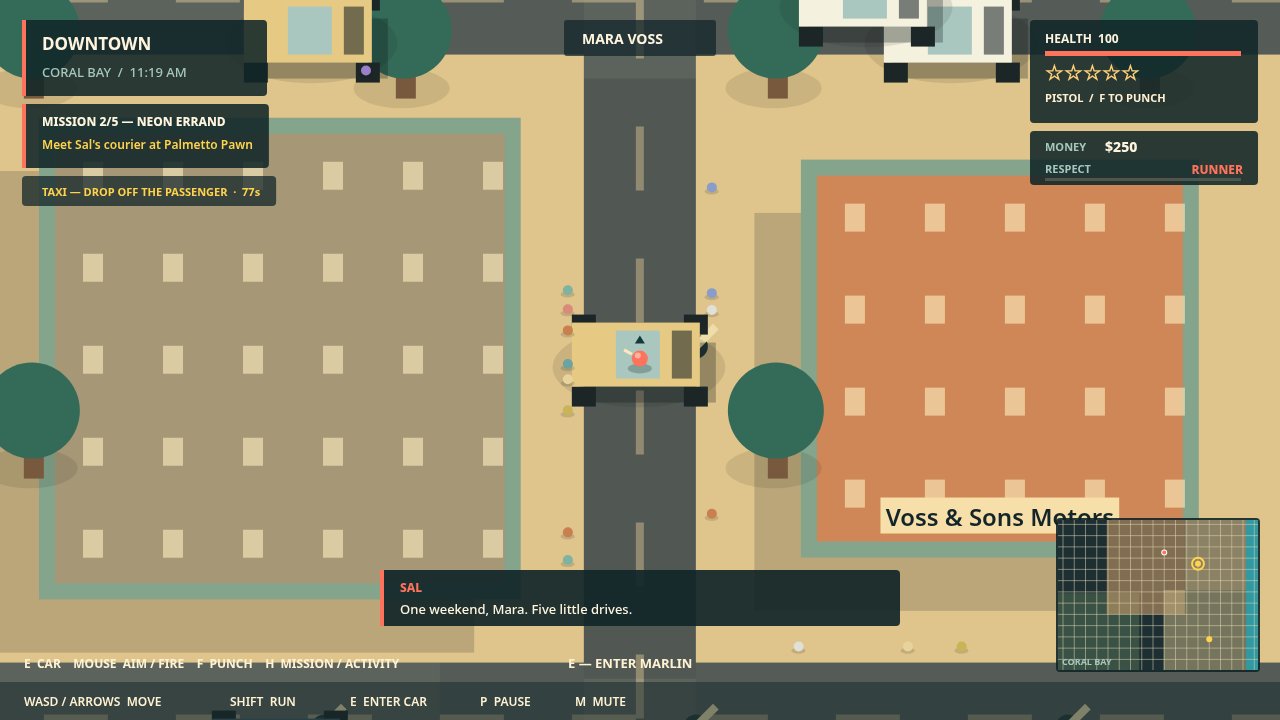 DOWNTOWN
CORAL BAY / 11:19 AM
MARA VOSS
HEALTH 100
☆☆☆☆☆
PISTOL / F TO PUNCH
MISSION 2/5 — NEON ERRAND
Meet Sal's courier at Palmetto Pawn
MONEY $250
RESPECT RUNNER
TAXI — DROP OFF THE PASSENGER · 77s
Voss & Sons Motors
SAL
One weekend, Mara. Five little drives.
CORAL BAY
E CAR MOUSE AIM / FIRE F PUNCH H MISSION / ACTIVITY
E — ENTER MARLIN
WASD / ARROWS MOVE SHIFT RUN E ENTER CAR P PAUSE M MUTE